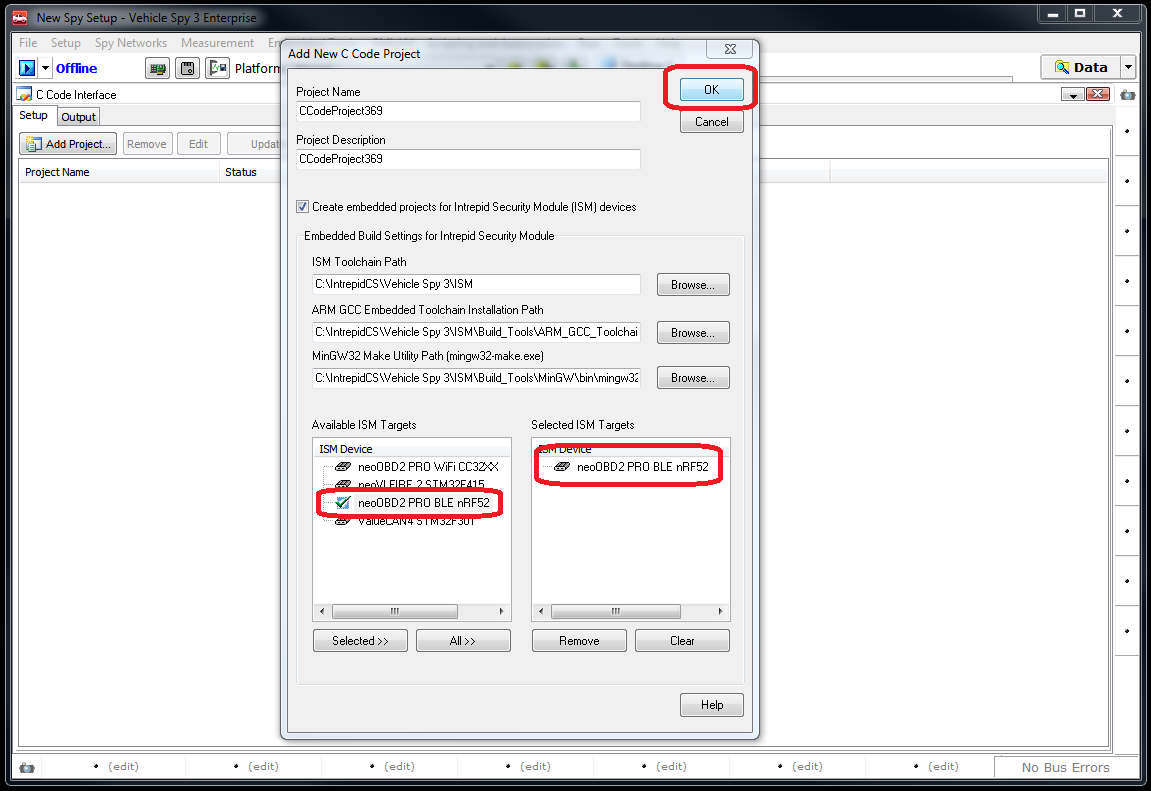 New Spy Setup - Vehicle Spy 3 Enterprise
File Setup Spy Networks Measurement
Offline
Platform
Data
C Code Interface
Setup Output
Add Project... Remove Edit
Project Name Status
Add New C Code Project
Project Name
CCodeProject369
OK
Cancel
Project Description
CCodeProject369
Create embedded projects for Intrepid Security Module (ISM) devices
Embedded Build Settings for Intrepid Security Module
ISM Toolchain Path
C:\IntrepidCS\Vehicle Spy 3\ISM
Browse...
ARM GCC Embedded Toolchain Installation Path
C:\IntrepidCS\Vehicle Spy 3\ISM\Build_Tools\ARM_GCC_Toolchai
Browse...
MinGW32 Make Utility Path (mingw32-make.exe)
C:\IntrepidCS\Vehicle Spy 3\ISM\Build_Tools\MinGW\bin\mingw32
Browse...
Available ISM Targets
ISM Device
neoOBD2 PRO WiFi CC32XX
neoVI FIRE 2 STM32F415
neoOBD2 PRO BLE nRF52
ValueCAN4 STM32F301
Selected >> All >>
Selected ISM Targets
ISM Device
neoOBD2 PRO BLE nRF52
Remove Clear
Help
(edit) (edit) (edit) (edit) (edit) (edit) (edit) No Bus Errors